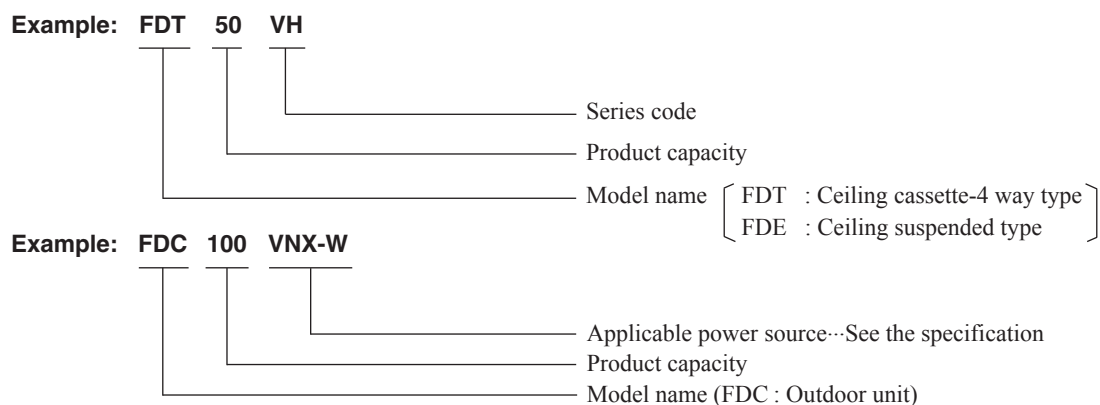 Example: FDT 50 VH
Series code
Product capacity
Model name [ FDT : Ceiling cassette-4 way type
FDE : Ceiling suspended type ]
Example: FDC 100 VNX-W
Applicable power source···See the specification
Product capacity
Model name (FDC : Outdoor unit)